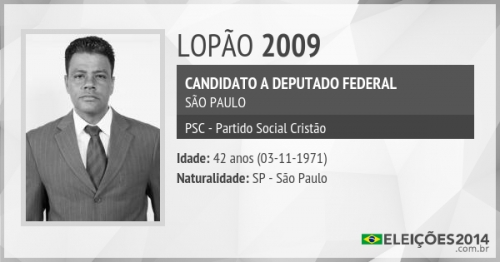 LOPÃO 2009
CANDIDATO A DEPUTADO FEDERAL
SÃO PAULO
PSC - Partido Social Cristão
Idade: 42 anos (03-11-1971)
Naturalidade: SP - São Paulo
ELEIÇÕES2014
.com.br